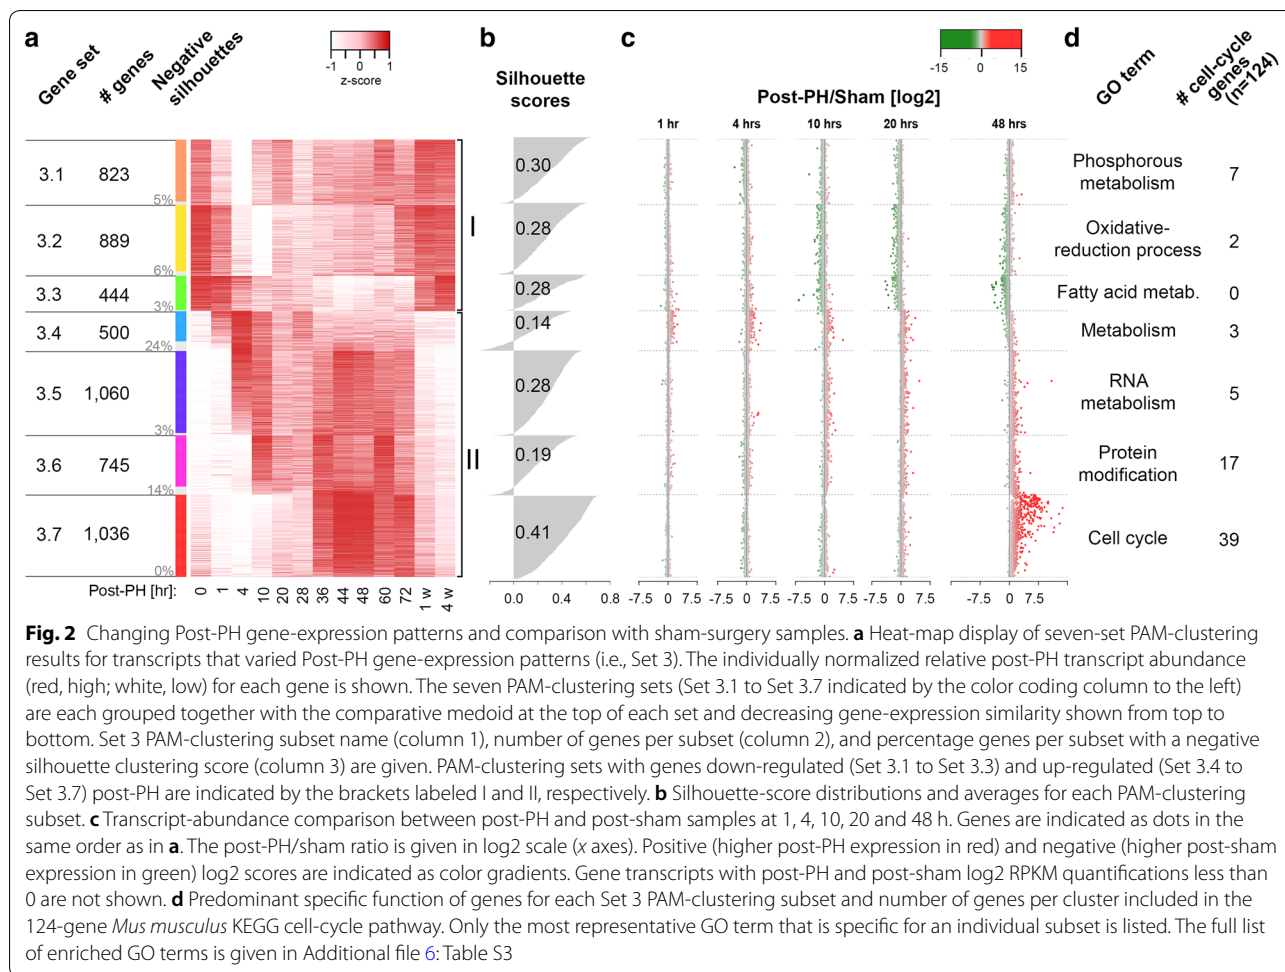 a
Gene set
# genes
Negative
silhouettes
-1 0 1
z-score
3.1 823 5%
3.2 889 6%
3.3 444 3%
3.4 500 24%
3.5 1,060 3%
3.6 745 14%
3.7 1,036 0%
I
II
Post-PH [hr]: 0 1 4 10 20 28 36 44 48 60 72 1 w 4 w
b
Silhouette
scores
0.30
0.28
0.28
0.14
0.28
0.19
0.41
0.0 0.4 0.8
c
-15 0 15
Post-PH/Sham [log2]
1 hr 4 hrs 10 hrs 20 hrs 48 hrs
-7.5 0 7.5 -7.5 0 7.5 -7.5 0 7.5 -7.5 0 7.5 -7.5 0 7.5
d
GO term
# cell-cycle
genes
(n=124)
Phosphorous
metabolism 7
Oxidative-
reduction process 2
Fatty acid metab. 0
Metabolism 3
RNA
metabolism 5
Protein
modification 17
Cell cycle 39
Fig. 2 Changing Post-PH gene-expression patterns and comparison with sham-surgery samples. a Heat-map display of seven-set PAM-clustering
results for transcripts that varied Post-PH gene-expression patterns (i.e., Set 3). The individually normalized relative post-PH transcript abundance
(red, high; white, low) for each gene is shown. The seven PAM-clustering sets (Set 3.1 to Set 3.7 indicated by the color coding column to the left)
are each grouped together with the comparative medoid at the top of each set and decreasing gene-expression similarity shown from top to
bottom. Set 3 PAM-clustering subset name (column 1), number of genes per subset (column 2), and percentage genes per subset with a negative
silhouette clustering score (column 3) are given. PAM-clustering sets with genes down-regulated (Set 3.1 to Set 3.3) and up-regulated (Set 3.4 to
Set 3.7) post-PH are indicated by the brackets labeled I and II, respectively. b Silhouette-score distributions and averages for each PAM-clustering
subset. c Transcript-abundance comparison between post-PH and post-sham samples at 1, 4, 10, 20 and 48 h. Genes are indicated as dots in the
same order as in a. The post-PH/sham ratio is given in log2 scale (x axes). Positive (higher post-PH expression in red) and negative (higher post-sham
expression in green) log2 scores are indicated as color gradients. Gene transcripts with post-PH and post-sham log2 RPKM quantifications less than
0 are not shown. d Predominant specific function of genes for each Set 3 PAM-clustering subset and number of genes per cluster included in the
124-gene Mus musculus KEGG cell-cycle pathway. Only the most representative GO term that is specific for an individual subset is listed. The full list
of enriched GO terms is given in Additional file 6: Table S3